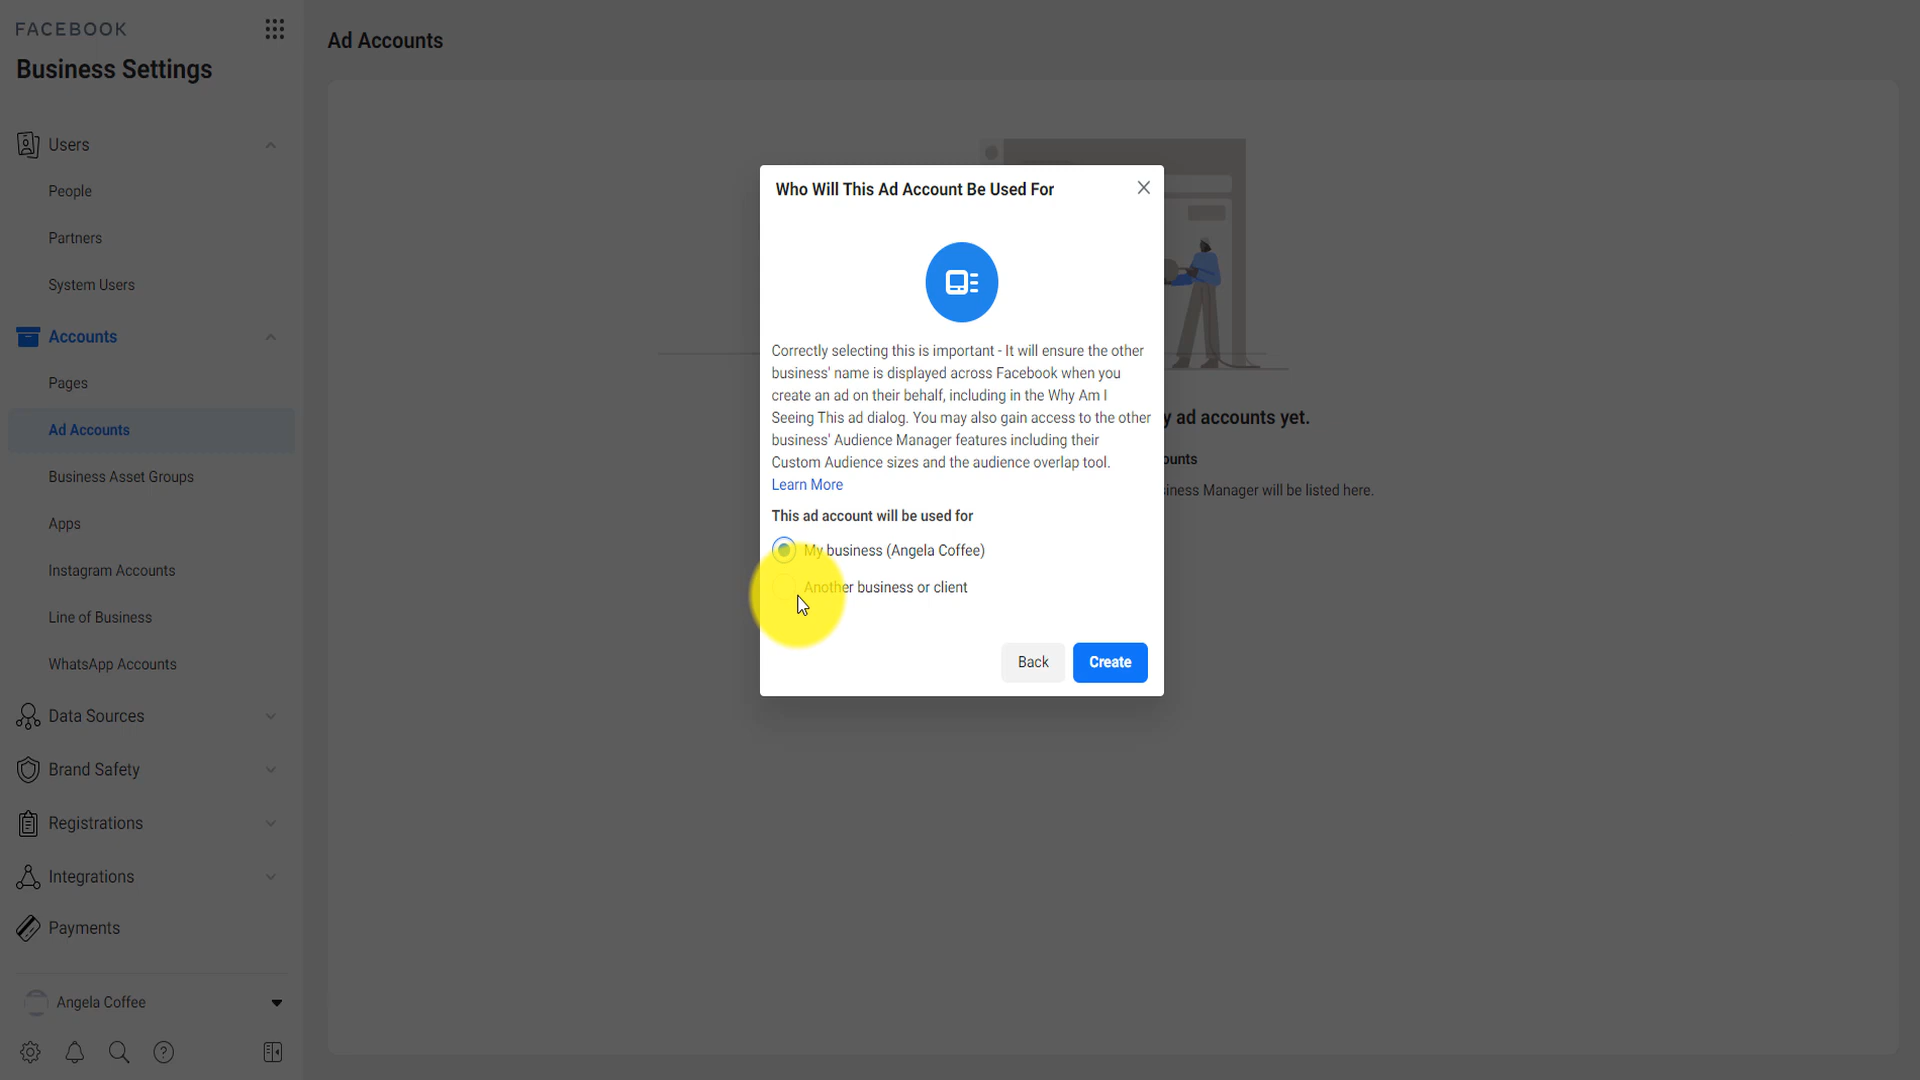 FACEBOOK
Business Settings
Users
People
Partners
System Users
Accounts
Pages
Ad Accounts
Business Asset Groups
Apps
Instagram Accounts
Line of Business
WhatsApp Accounts
Data Sources
Brand Safety
Registrations
Integrations
Payments
Angela Coffee
Ad Accounts
Who Will This Ad Account Be Used For
Correctly selecting this is important - It will ensure the other
business' name is displayed across Facebook when you
create an ad on their behalf, including in the Why Am I
Seeing This ad dialog. You may also gain access to the other
business' Audience Manager features including their
Custom Audience sizes and the audience overlap tool.
Learn More
This ad account will be used for
My business (Angela Coffee)
Another business or client
Back
Create
y ad accounts yet.
ounts
iness Manager will be listed here.